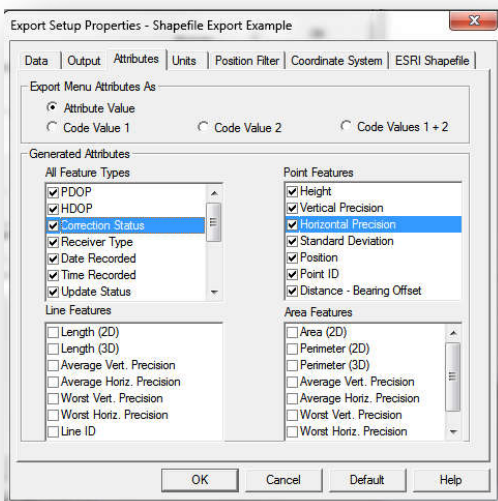 Export Setup Properties - Shapefile Export Example
Data Output Attributes Units Position Filter Coordinate System ESRI Shapefile
Export Menu Attributes As
Attribute Value
Code Value 1 Code Value 2 Code Values 1 + 2
Generated Attributes
All Feature Types
PDOP
HDOP
Correction Status
Receiver Type
Date Recorded
Time Recorded
Update Status
Point Features
Height
Vertical Precision
Horizontal Precision
Standard Deviation
Position
Point ID
Distance - Bearing Offset
Line Features
Length (2D)
Length (3D)
Average Vert. Precision
Average Horiz. Precision
Worst Vert. Precision
Worst Horiz. Precision
Line ID
Area Features
Area (2D)
Perimeter (2D)
Perimeter (3D)
Average Vert. Precision
Average Horiz. Precision
Worst Vert. Precision
Worst Horiz. Precision
OK Cancel Default Help